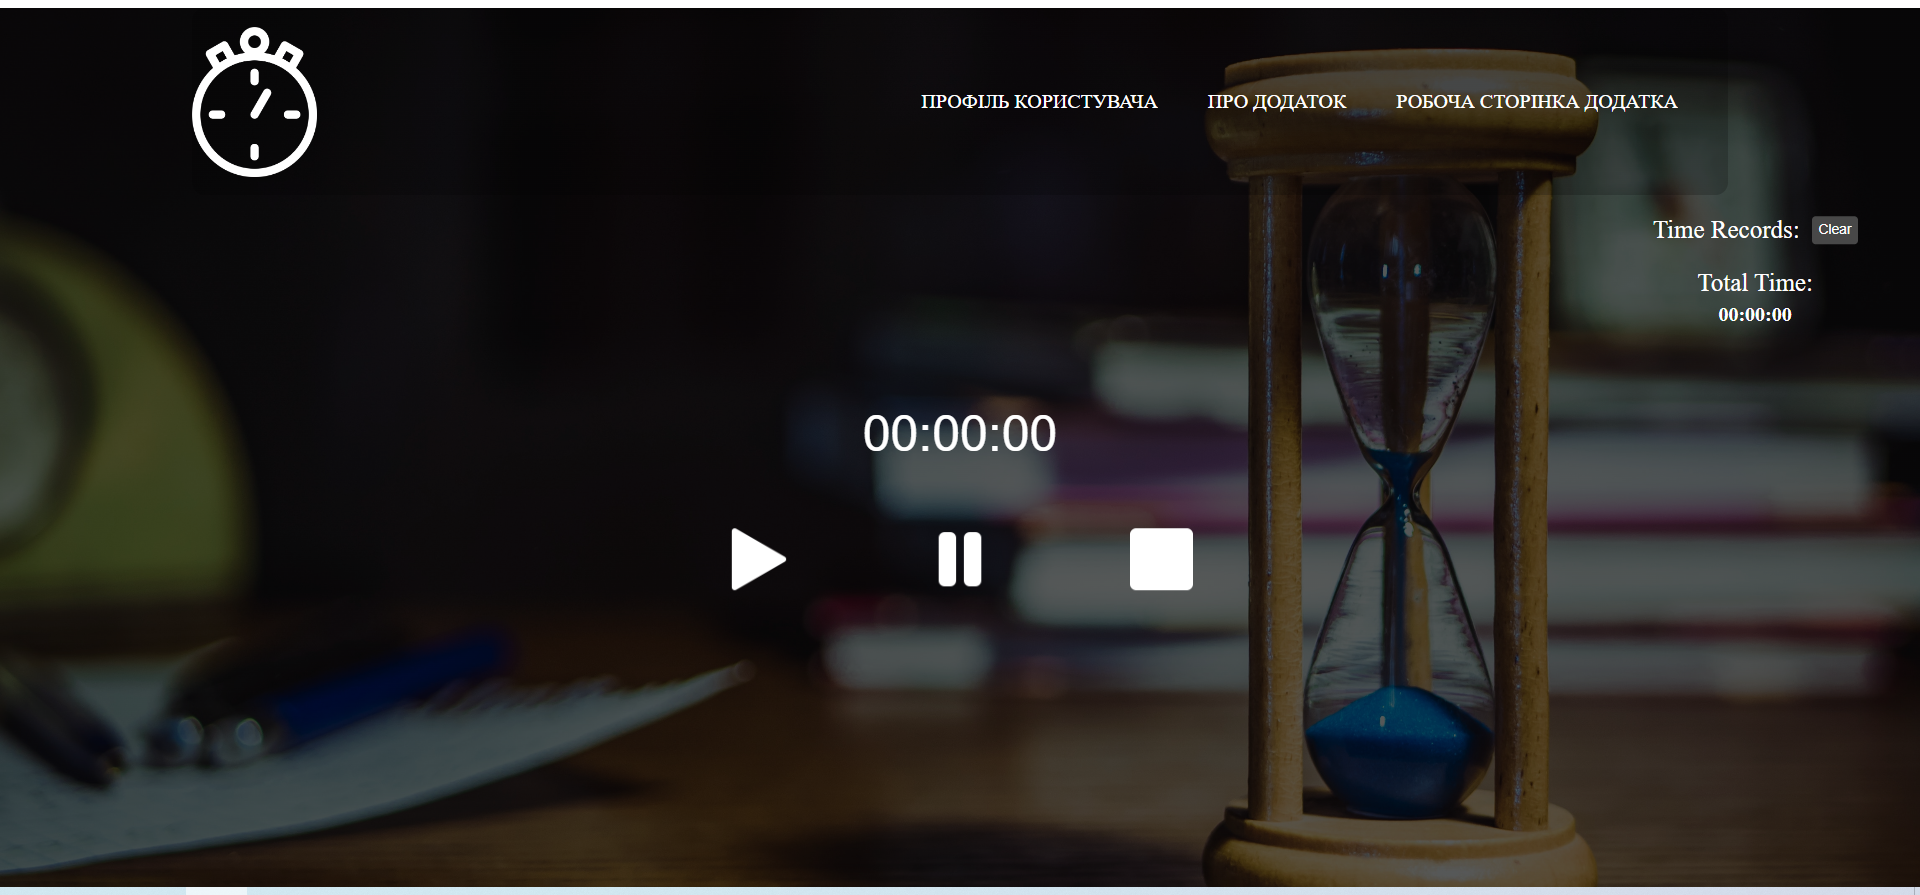 ПРОФІЛЬ КОРИСТУВАЧА ПРО ДОДАТОК РОБОЧА СТОРІНКА ДОДАТКА
Time Records: Clear
Total Time:
00:00:00
00:00:00